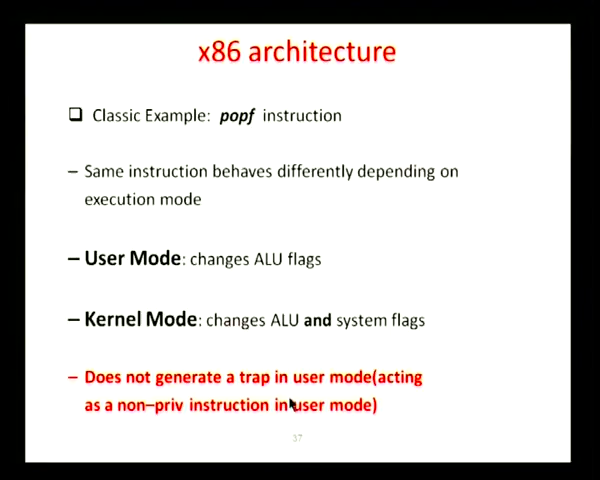 x86 architecture
❑ Classic Example: popf instruction
– Same instruction behaves differently depending on
execution mode
– User Mode: changes ALU flags
– Kernel Mode: changes ALU and system flags
– Does not generate a trap in user mode(acting
as a non–priv instruction in user mode)
37